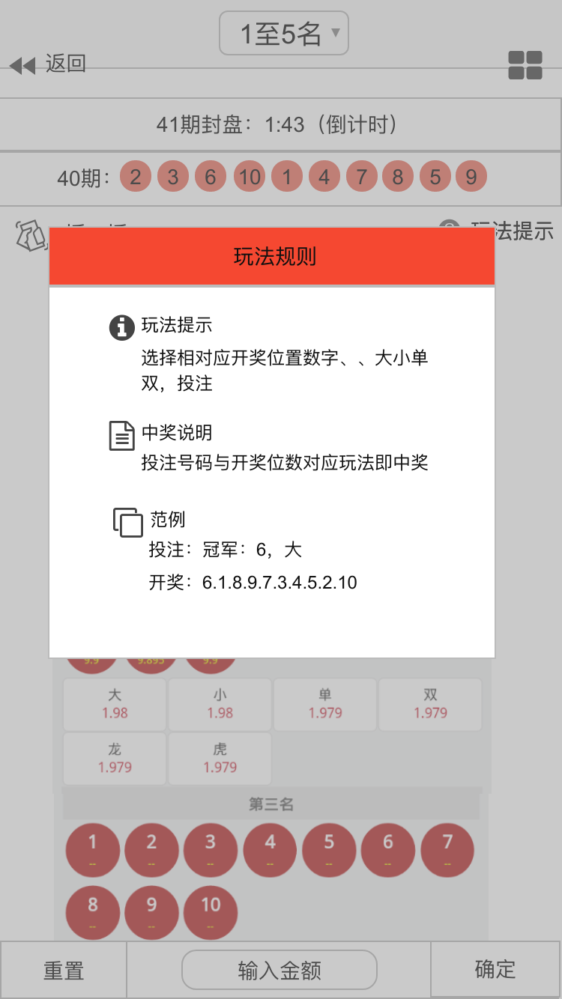 1至5名
返回
41期封盘：1:43（倒计时）
40期：2 3 6 10 1 4 7 8 5 9
玩法提示
玩法规则
玩法提示
选择相对应开奖位置数字、、大小单
双，投注
中奖说明
投注号码与开奖位数对应玩法即中奖
范例
投注：冠军：6，大
开奖：6.1.8.9.7.3.4.5.2.10
9.9 9.895 9.9
大 小 单 双
1.98 1.98 1.979 1.979
龙 虎
1.979 1.979
第三名
1 2 3 4 5 6 7
-- -- -- -- -- -- --
8 9 10
-- -- --
重置 输入金额 确定